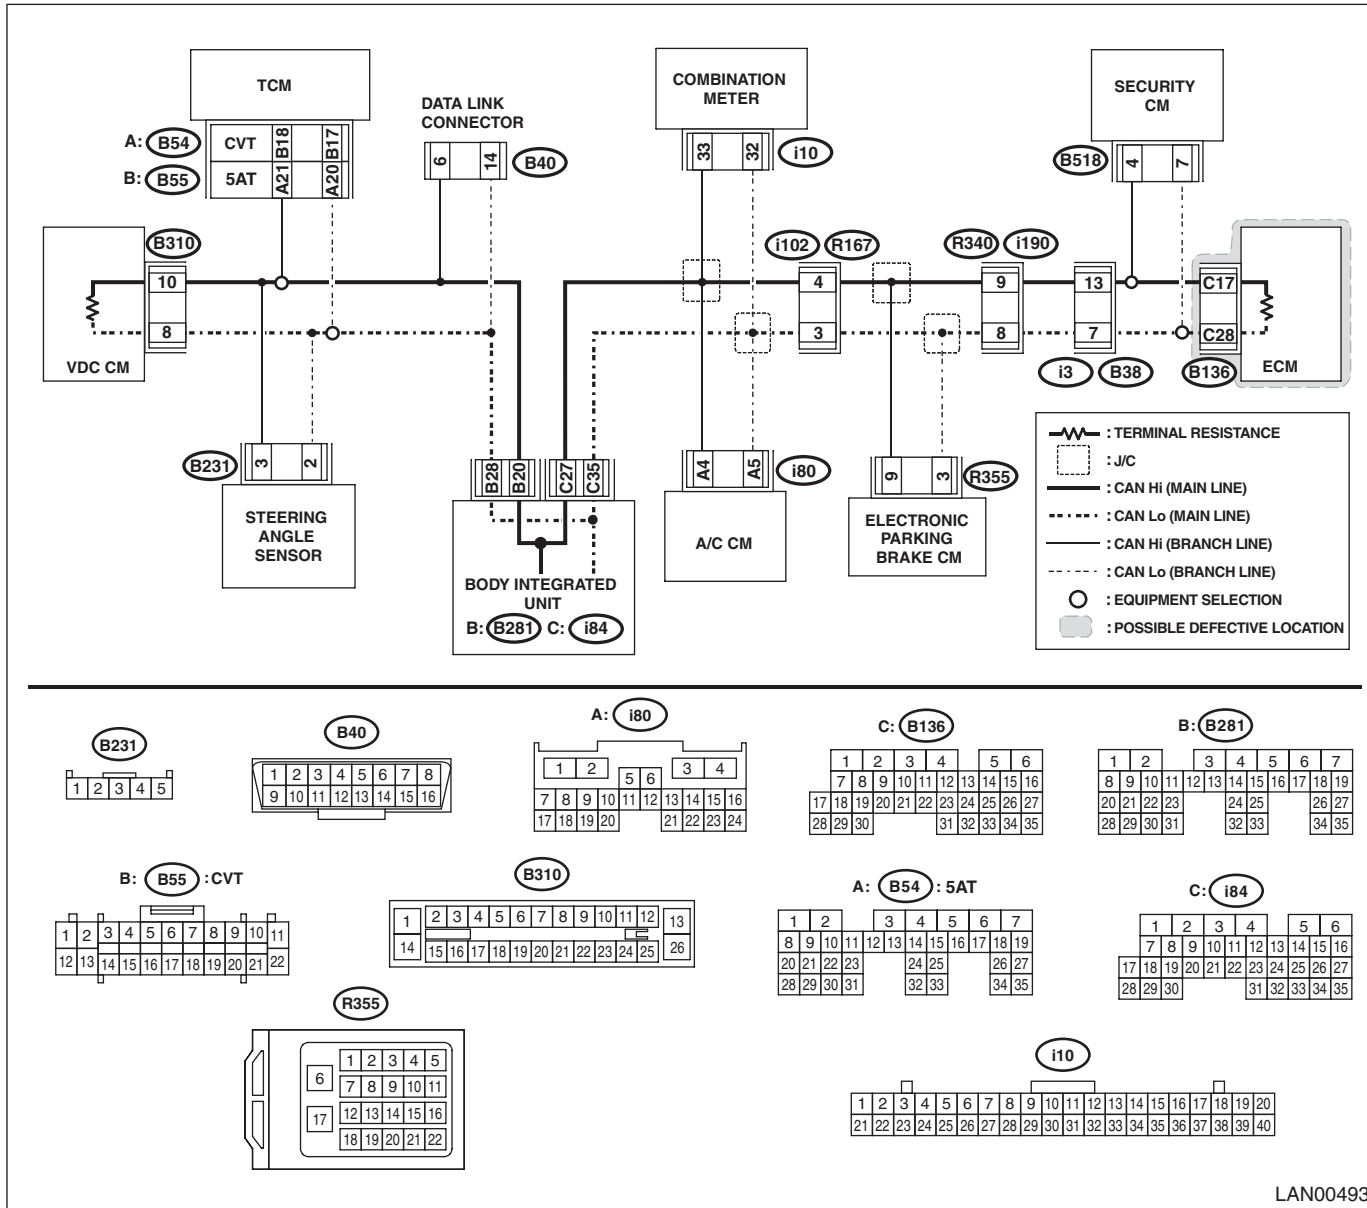 TCM
COMBINATION
METER
SECURITY
CM
DATA LINK
CONNECTOR
A: B54 CVT B18 B17
B: B55 5AT A21 A20
6 14 B40
33 32 i10
B518 4 7
B310
i102 R167
R340 i190
10
4
9
13
C17
8
3
8
7
C28
VDC CM
i3 B38
B136
ECM
B231 3 2
B28 B20 C27 C35
A4 A5 i80
9 3 R355
STEERING
ANGLE
SENSOR
BODY INTEGRATED
UNIT
B: B281 C: i84
A/C CM
ELECTRONIC
PARKING
BRAKE CM
: TERMINAL RESISTANCE
: J/C
: CAN Hi (MAIN LINE)
: CAN Lo (MAIN LINE)
: CAN Hi (BRANCH LINE)
: CAN Lo (BRANCH LINE)
: EQUIPMENT SELECTION
: POSSIBLE DEFECTIVE LOCATION
B231
1 2 3 4 5
B40
1 2 3 4 5 6 7 8
9 10 11 12 13 14 15 16
A: i80
1 2 3 4
5 6
7 8 9 10 11 12 13 14 15 16
17 18 19 20 21 22 23 24
C: B136
1 2 3 4 5 6
7 8 9 10 11 12 13 14 15 16
17 18 19 20 21 22 23 24 25 26 27
28 29 30 31 32 33 34 35
B: B281
1 2 3 4 5 6 7
8 9 10 11 12 13 14 15 16 17 18 19
20 21 22 23 24 25 26 27
28 29 30 31 32 33 34 35
B: B55 :CVT
1 2 3 4 5 6 7 8 9 10 11
12 13 14 15 16 17 18 19 20 21 22
B310
1 2 3 4 5 6 7 8 9 10 11 12 13
14 15 16 17 18 19 20 21 22 23 24 25 26
A: B54 : 5AT
1 2 3 4 5 6 7
8 9 10 11 12 13 14 15 16 17 18 19
20 21 22 23 24 25 26 27
28 29 30 31 32 33 34 35
C: i84
1 2 3 4 5 6
7 8 9 10 11 12 13 14 15 16
17 18 19 20 21 22 23 24 25 26 27
28 29 30 31 32 33 34 35
R355
1 2 3 4 5
6
7 8 9 10 11
12 13 14 15 16
17
18 19 20 21 22
i10
1 2 3 4 5 6 7 8 9 10 11 12 13 14 15 16 17 18 19 20
21 22 23 24 25 26 27 28 29 30 31 32 33 34 35 36 37 38 39 40
LAN00493